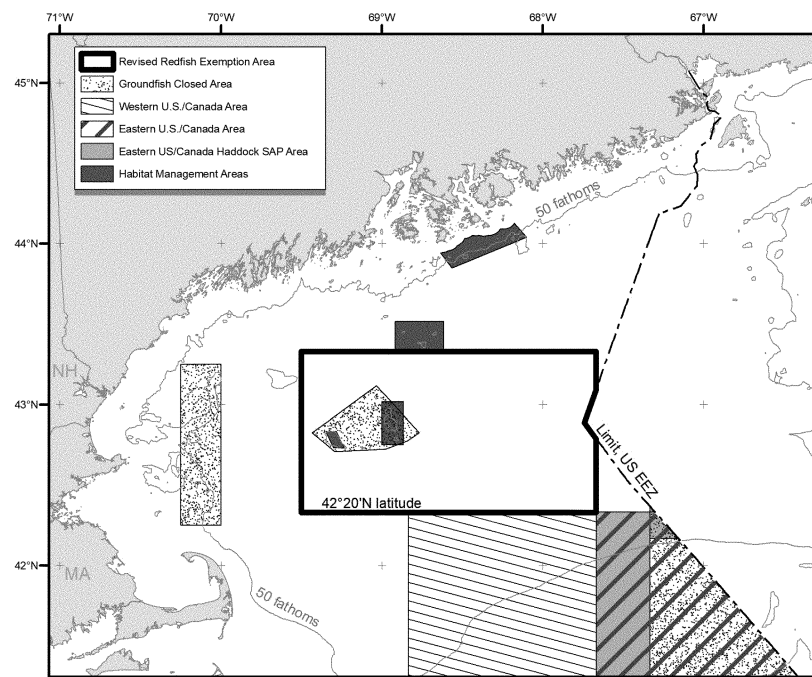 71°W 70°W 69°W 68°W 67°W
Revised Redfish Exemption Area
Groundfish Closed Area
Western U.S./Canada Area
Eastern U.S./Canada Area
Eastern US/Canada Haddock SAP Area
Habitat Management Areas
45°N
50 fathoms
44°N
NH
43°N
Limit, US EEZ
42°20'N latitude
42°N
MA
50 fathoms